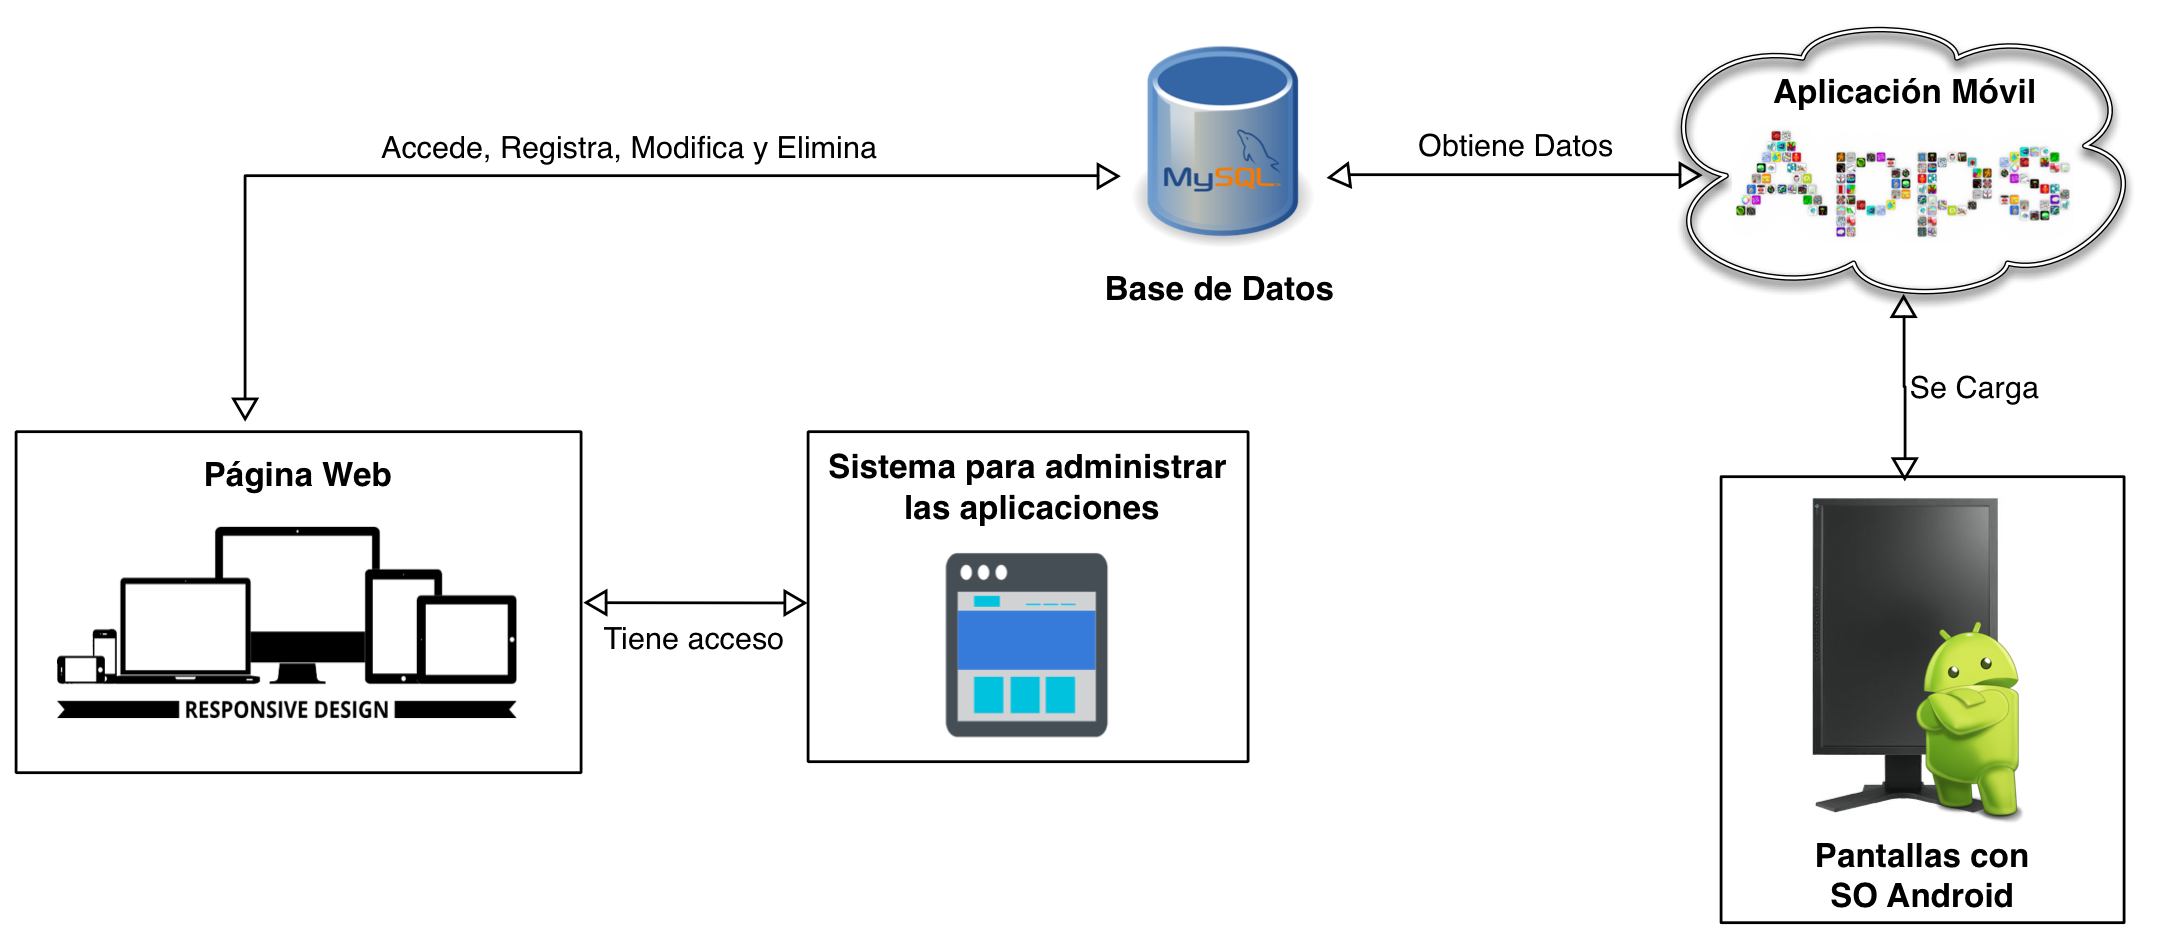 Aplicación Móvil
Apps
Accede, Registra, Modifica y Elimina
Obtiene Datos
MySQL
Base de Datos
Se Carga
Página Web
Sistema para administrar
las aplicaciones
Tiene acceso
RESPONSIVE DESIGN
Pantallas con
SO Android